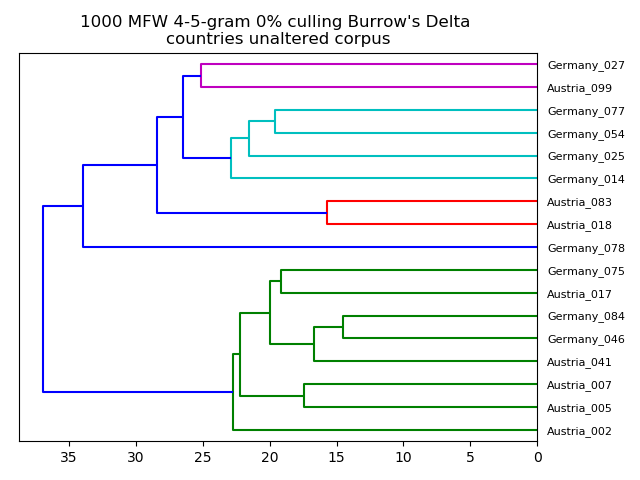 1000 MFW 4-5-gram 0% culling Burrow's Delta
countries unaltered corpus
Germany_027
Austria_099
Germany_077
Germany_054
Germany_025
Germany_014
Austria_083
Austria_018
Germany_078
Germany_075
Austria_017
Germany_084
Germany_046
Austria_041
Austria_007
Austria_005
Austria_002
35 30 25 20 15 10 5 0